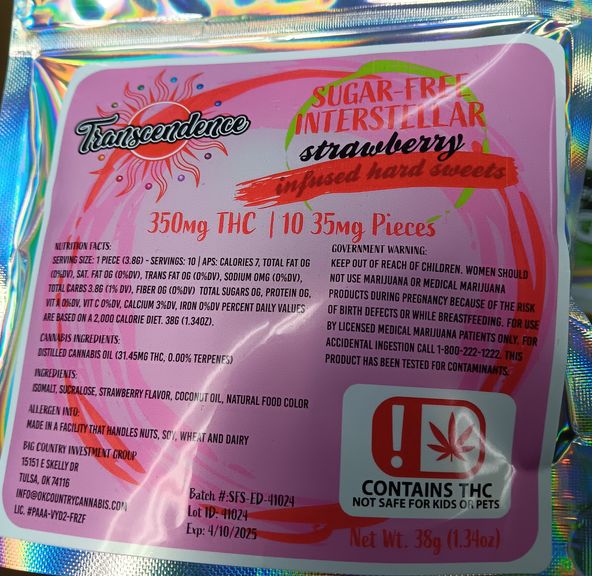 Transcendence
SUGAR-FREE
INTERSTELLAR
strawberry
infused hard sweets
350mg THC | 10 35mg Pieces
NUTRITION FACTS:
SERVING SIZE: 1 PIECE (3.8G) - SERVINGS: 10 | APS: CALORIES 7, TOTAL FAT 0G
(0%DV), SAT. FAT 0G (0%DV), TRANS FAT 0G (0%DV), SODIUM 0MG (0%DV),
TOTAL CARBS 3.8G (1% DV), FIBER 0G (0%DV) TOTAL SUGARS 0G, PROTEIN 0G,
VIT A 0%DV, VIT C 0%DV, CALCIUM 3%DV, IRON 0%DV PERCENT DAILY VALUES
ARE BASED ON A 2,000 CALORIE DIET. 38G (1.34OZ).
CANNABIS INGREDIENTS:
DISTILLED CANNABIS OIL (31.45MG THC, 0.00% TERPENES)
INGREDIENTS:
ISOMALT, SUCRALOSE, STRAWBERRY FLAVOR, COCONUT OIL, NATURAL FOOD COLOR
ALLERGEN INFO:
MADE IN A FACILITY THAT HANDLES NUTS, SOY, WHEAT AND DAIRY
BIG COUNTRY INVESTMENT GROUP
15151 E SKELLY DR
TULSA, OK 74116
INFO@OKCOUNTRYCANNABIS.COM
LIC. #PAAA-VYD2-FRZF
Batch #:SFS-ED-41024
Lot ID: 41024
Exp: 4/10/2025
GOVERNMENT WARNING:
KEEP OUT OF REACH OF CHILDREN. WOMEN SHOULD
NOT USE MARIJUANA OR MEDICAL MARIJUANA
PRODUCTS DURING PREGNANCY BECAUSE OF THE RISK
OF BIRTH DEFECTS OR WHILE BREASTFEEDING. FOR USE
BY LICENSED MEDICAL MARIJUANA PATIENTS ONLY. FOR
ACCIDENTAL INGESTION CALL 1-800-222-1222. THIS
PRODUCT HAS BEEN TESTED FOR CONTAMINANTS.
!
CONTAINS THC
NOT SAFE FOR KIDS OR PETS
Net Wt. 38g (1.34oz)